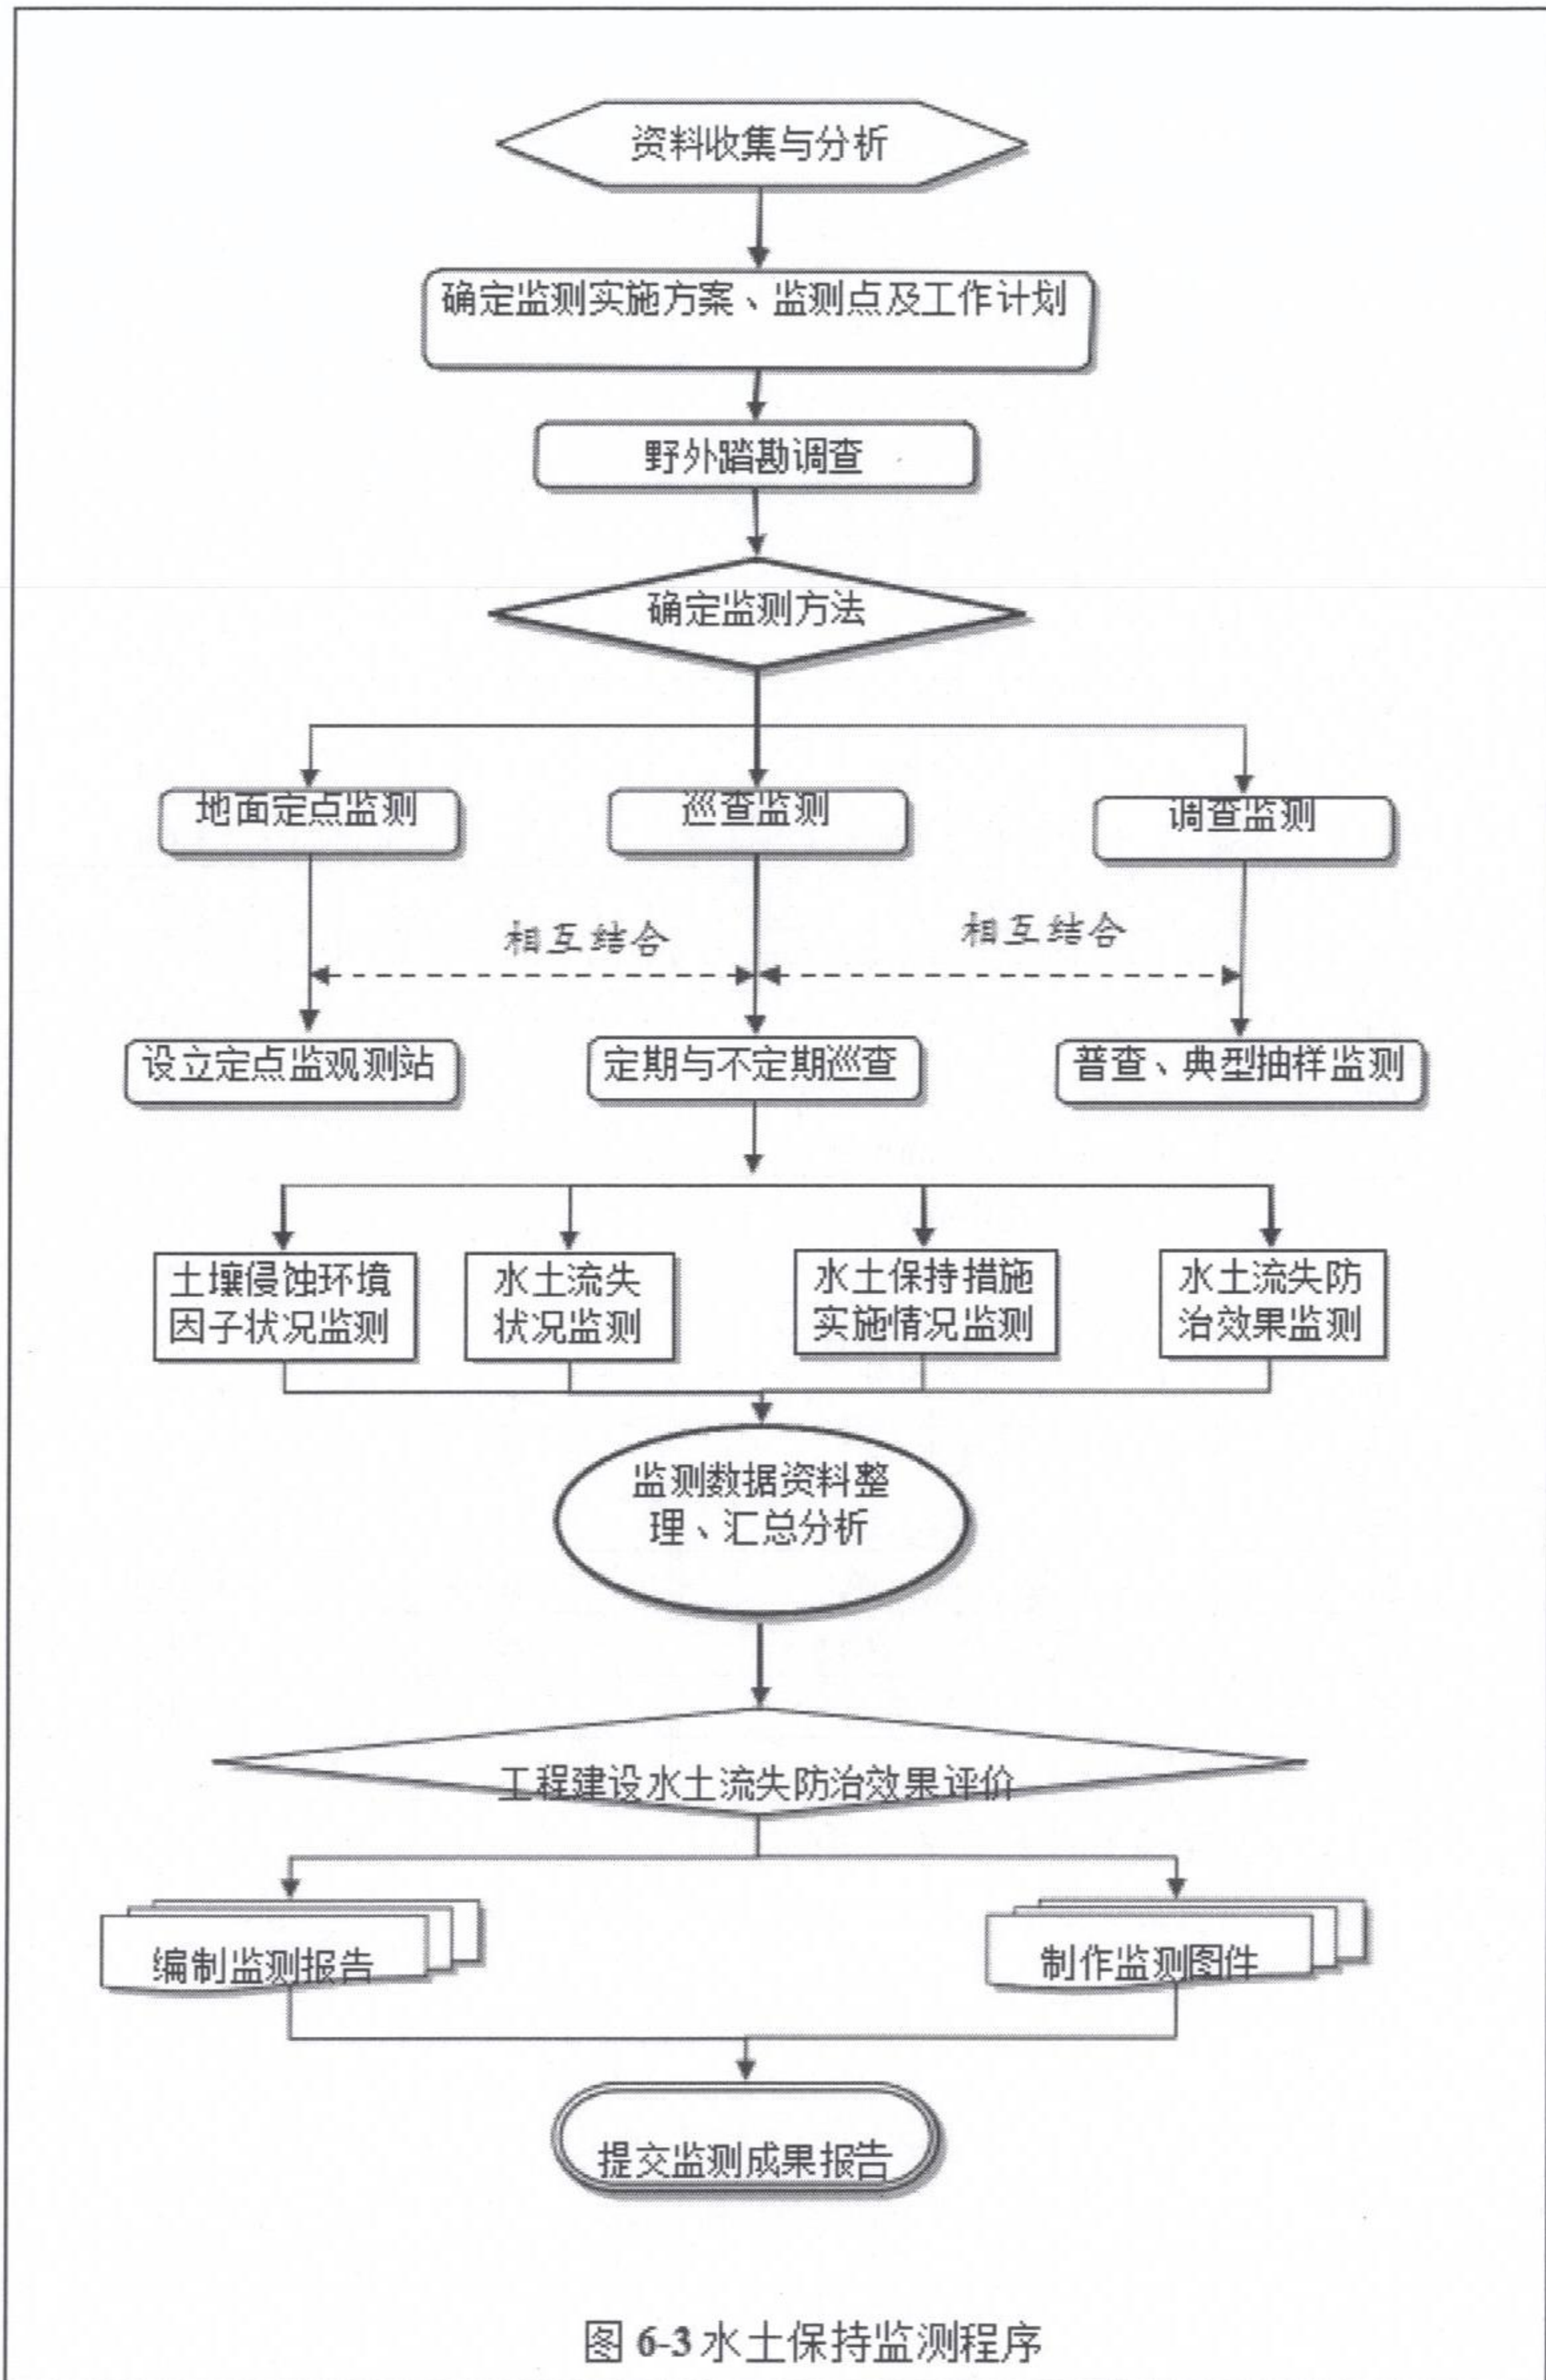 资料收集与分析
确定监测实施方案、监测点及工作计划
野外踏勘调查
确定监测方法
地面定点监测
巡查监测
调查监测
相互结合
相互结合
设立定点监观测站
定期与不定期巡查
普查、典型抽样监测
土壤侵蚀环境
因子状况监测
水土流失
状况监测
水土保持措施
实施情况监测
水土流失防
治效果监测
监测数据资料整
理、汇总分析
工程建设水土流失防治效果评价
编制监测报告
制作监测图件
提交监测成果报告
图 6-3 水土保持监测程序